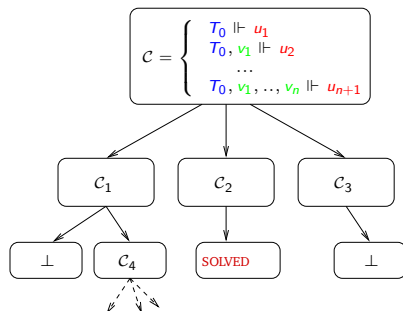 T₀ ⊩ u₁
T₀, v₁ ⊩ u₂
C = {
...
T₀, v₁, .., vₙ ⊩ uₙ₊₁
C₁ C₂ C₃
⊥ C₄ SOLVED ⊥